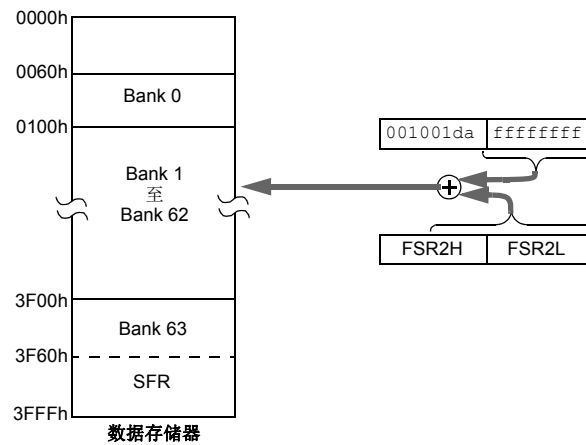 0000h
0060h
Bank 0
0100h
001001da ffffffff
Bank 1
至
Bank 62
FSR2H FSR2L
3F00h
Bank 63
3F60h
SFR
3FFFh
数据存储器